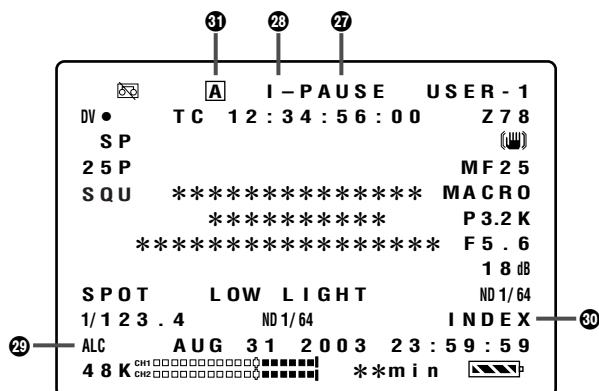 31 28 27
A I–PAUSE USER-1
DV ● TC 12:34:56:00 Z78
SP
25P MF25
SQU ************** MACRO
********** P3.2K
***************** F5.6
18dB
SPOT LOW LIGHT ND1/64
1/123.4 ND1/64 INDEX 30
29 ALC AUG 31 2003 23:59:59
48K CH1 CH2 **min